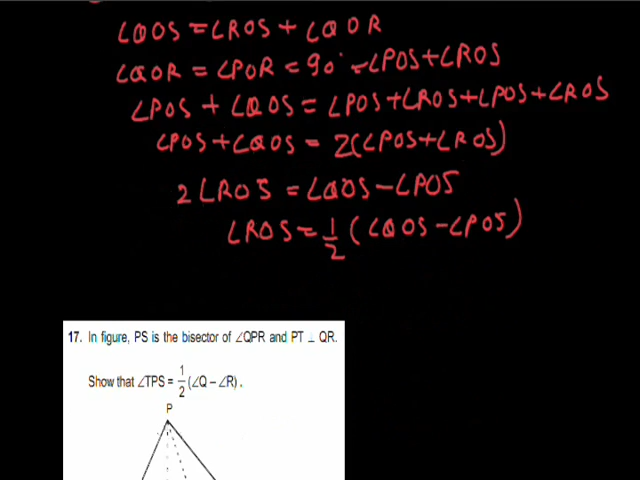 ∠QOS = ∠ROS + ∠QOR
∠QOR = ∠POR = 90° = ∠POS + ∠ROS
∠POS + ∠QOS = ∠POS + ∠ROS + ∠POS + ∠ROS
∠POS + ∠QOS = 2(∠POS + ∠ROS)
2∠ROS = ∠QOS - ∠POS
∠ROS = 1/2 (∠QOS - ∠POS)
17. In figure, PS is the bisector of ∠QPR and PT ⊥ QR.
Show that ∠TPS = 1/2 (∠Q – ∠R).
P